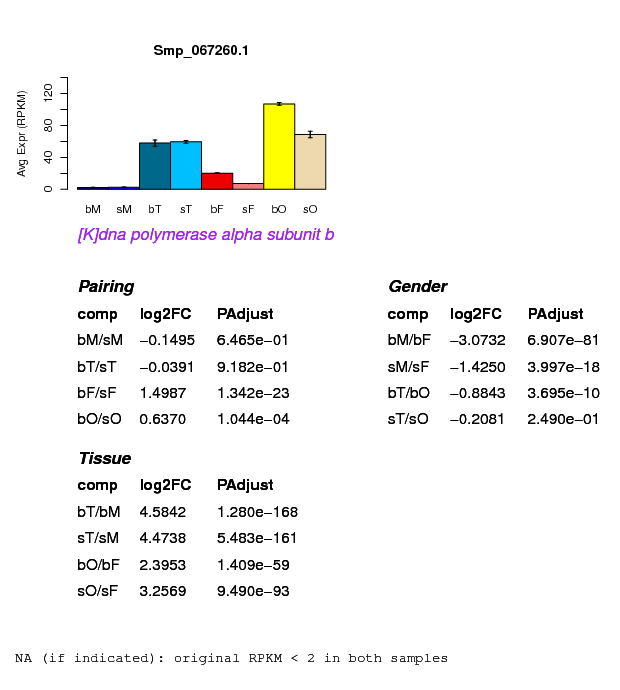 Smp_067260.1
Avg Expr (RPKM)
0 40 80 120
bM sM bT sT bF sF bO sO
[K]dna polymerase alpha subunit b
Pairing
comp log2FC PAdjust
bM/sM −0.1495 6.465e−01
bT/sT −0.0391 9.182e−01
bF/sF 1.4987 1.342e−23
bO/sO 0.6370 1.044e−04
Gender
comp log2FC PAdjust
bM/bF −3.0732 6.907e−81
sM/sF −1.4250 3.997e−18
bT/bO −0.8843 3.695e−10
sT/sO −0.2081 2.490e−01
Tissue
comp log2FC PAdjust
bT/bM 4.5842 1.280e−168
sT/sM 4.4738 5.483e−161
bO/bF 2.3953 1.409e−59
sO/sF 3.2569 9.490e−93
NA (if indicated): original RPKM < 2 in both samples